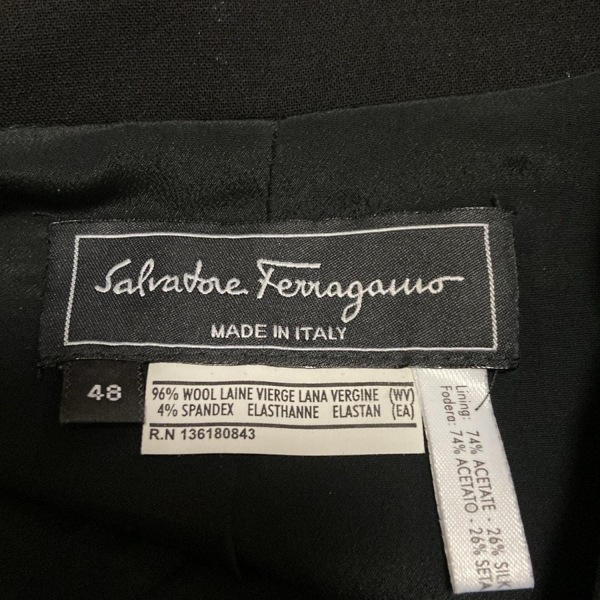 Salvatore Ferragamo
MADE IN ITALY
48
96% WOOL LAINE VIERGE LANA VERGINE (WV)
4% SPANDEX ELASTHANNE ELASTAN (EA)
R.N 136180843
Lining: 74% ACETATE - 26% SILK
Fodera: 74% ACETATO - 26% SETA